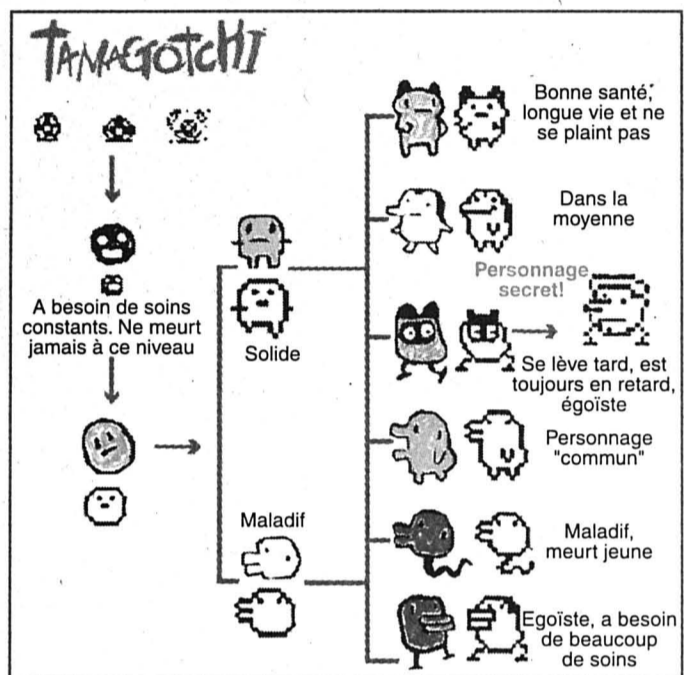 TAMAGOTCHI
A besoin de soins
constants. Ne meurt
jamais à ce niveau
Solide
Maladif
Bonne santé,
longue vie et ne
se plaint pas
Dans la
moyenne
Personnage
secret!
Se lève tard, est
toujours en retard,
égoïste
Personnage
"commun"
Maladif,
meurt jeune
Egoïste, a besoin
de beaucoup
de soins